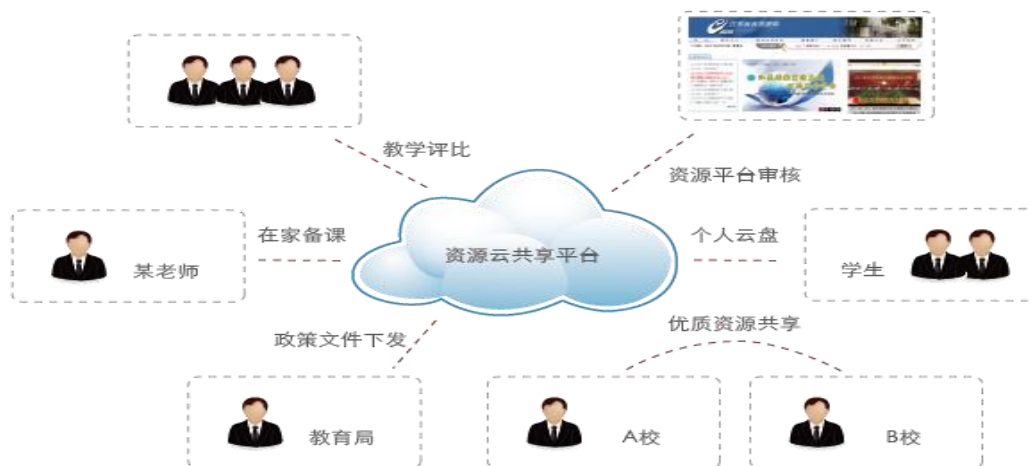 教学评比
资源平台审核
在家备课
个人云盘
某老师
资源云共享平台
学生
政策文件下发
优质资源共享
教育局
A校
B校